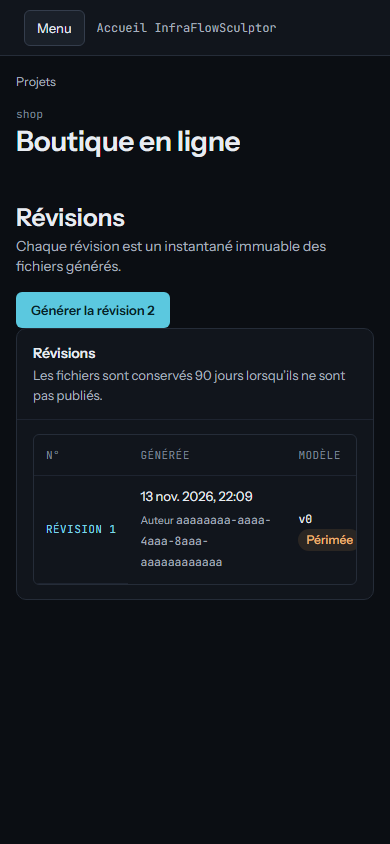 Menu
Accueil InfraFlowSculptor
Projets
shop
Boutique en ligne
Révisions
Chaque révision est un instantané immuable des
fichiers générés.
Générer la révision 2
Révisions
Les fichiers sont conservés 90 jours lorsqu'ils ne sont
pas publiés.
N° GÉNÉRÉE MODÈLE
RÉVISION 1
13 nov. 2026, 22:09
Auteur aaaaaaaa-aaaa-
4aaa-8aaa-
aaaaaaaaaaaa
v0
Périmée